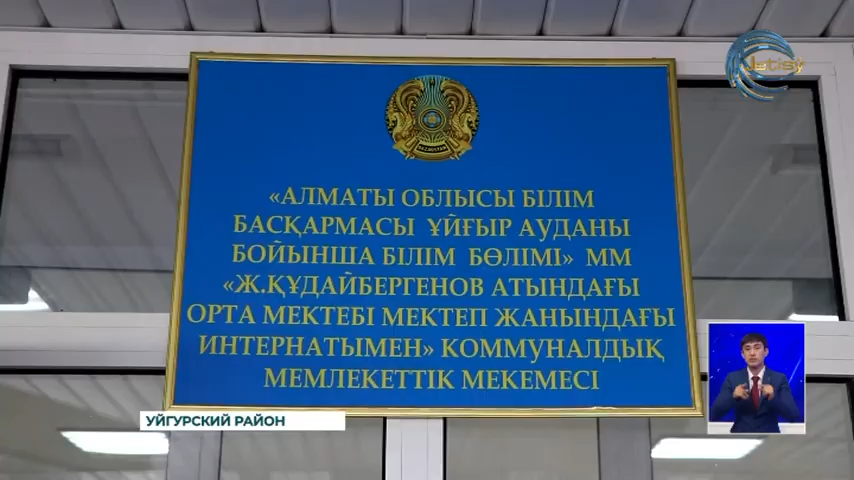 Jetisý
«АЛМАТЫ ОБЛЫСЫ БІЛІМ
БАСҚАРМАСЫ ҰЙҒЫР АУДАНЫ
БОЙЫНША БІЛІМ БӨЛІМІ» ММ
«Ж.ҚҰДАЙБЕРГЕНОВ АТЫНДАҒЫ
ОРТА МЕКТЕБІ МЕКТЕП ЖАНЫНДАҒЫ
ИНТЕРНАТЫМЕН» КОММУНАЛДЫҚ
МЕМЛЕКЕТТІК МЕКЕМЕСІ
УЙГУРСКИЙ РАЙОН